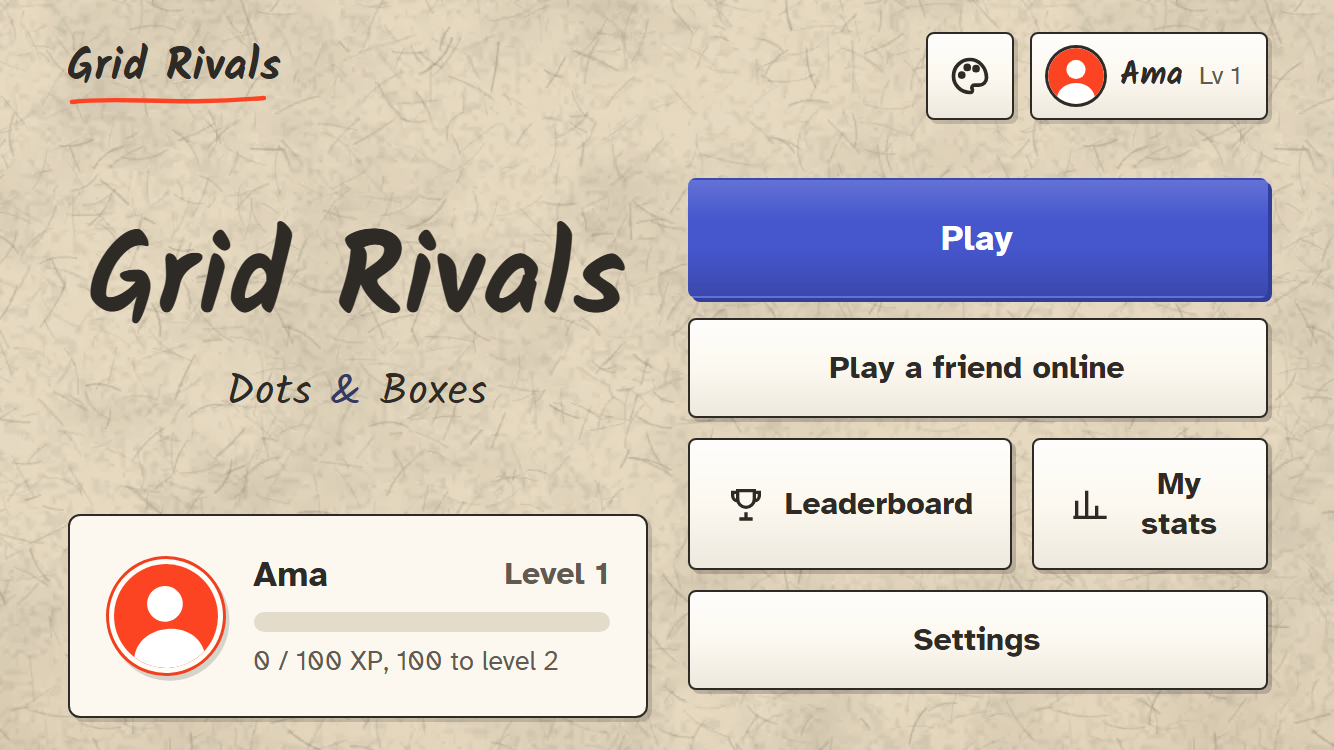 Grid Rivals
Ama Lv 1
Grid Rivals
Dots & Boxes
Ama Level 1
0 / 100 XP, 100 to level 2
Play
Play a friend online
Leaderboard
My
stats
Settings